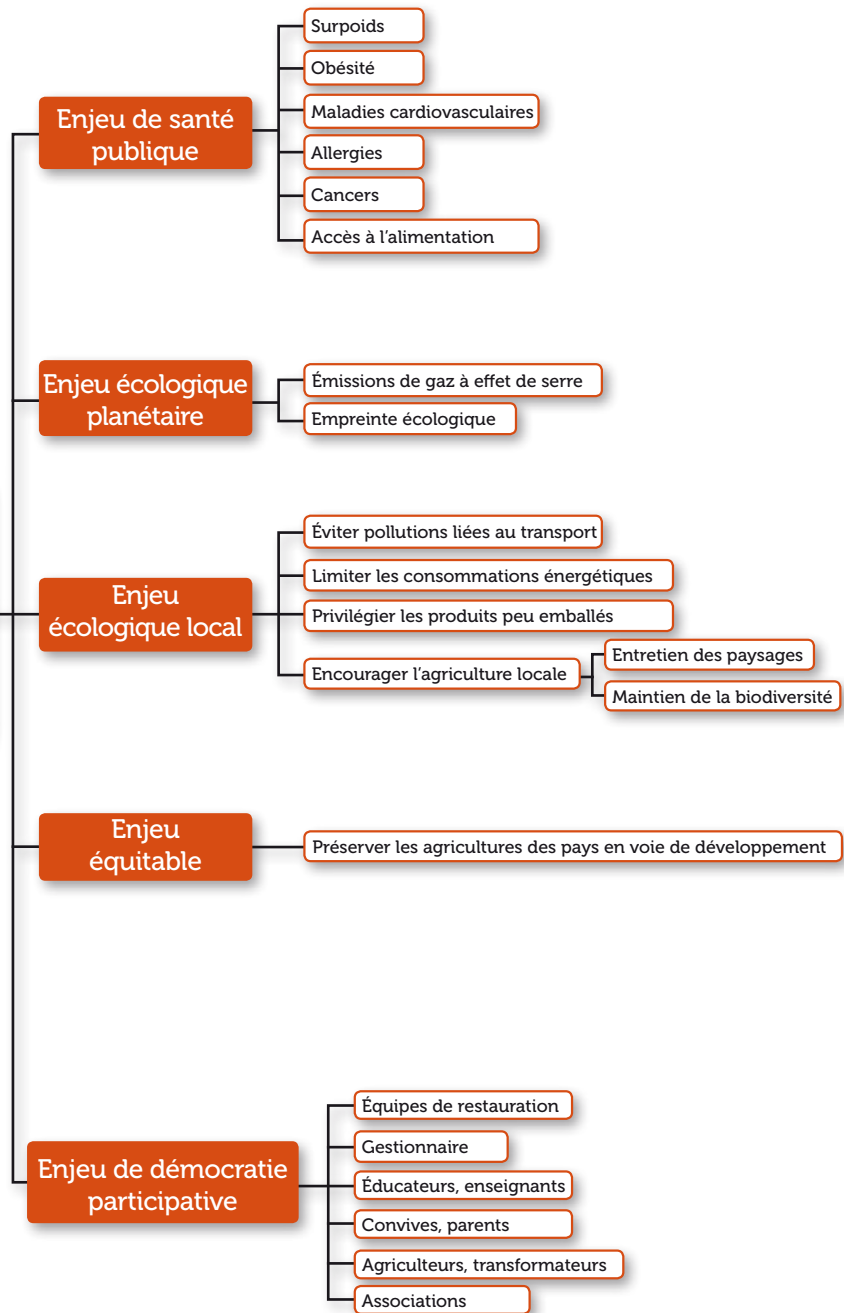 Enjeu de santé
publique
Surpoids
Obésité
Maladies cardiovasculaires
Allergies
Cancers
Accès à l’alimentation
Enjeu écologique
planétaire
Émissions de gaz à effet de serre
Empreinte écologique
Enjeu
écologique local
Éviter pollutions liées au transport
Limiter les consommations énergétiques
Privilégier les produits peu emballés
Encourager l’agriculture locale
Entretien des paysages
Maintien de la biodiversité
Enjeu
équitable
Préserver les agricultures des pays en voie de développement
Enjeu de démocratie
participative
Équipes de restauration
Gestionnaire
Éducateurs, enseignants
Convives, parents
Agriculteurs, transformateurs
Associations